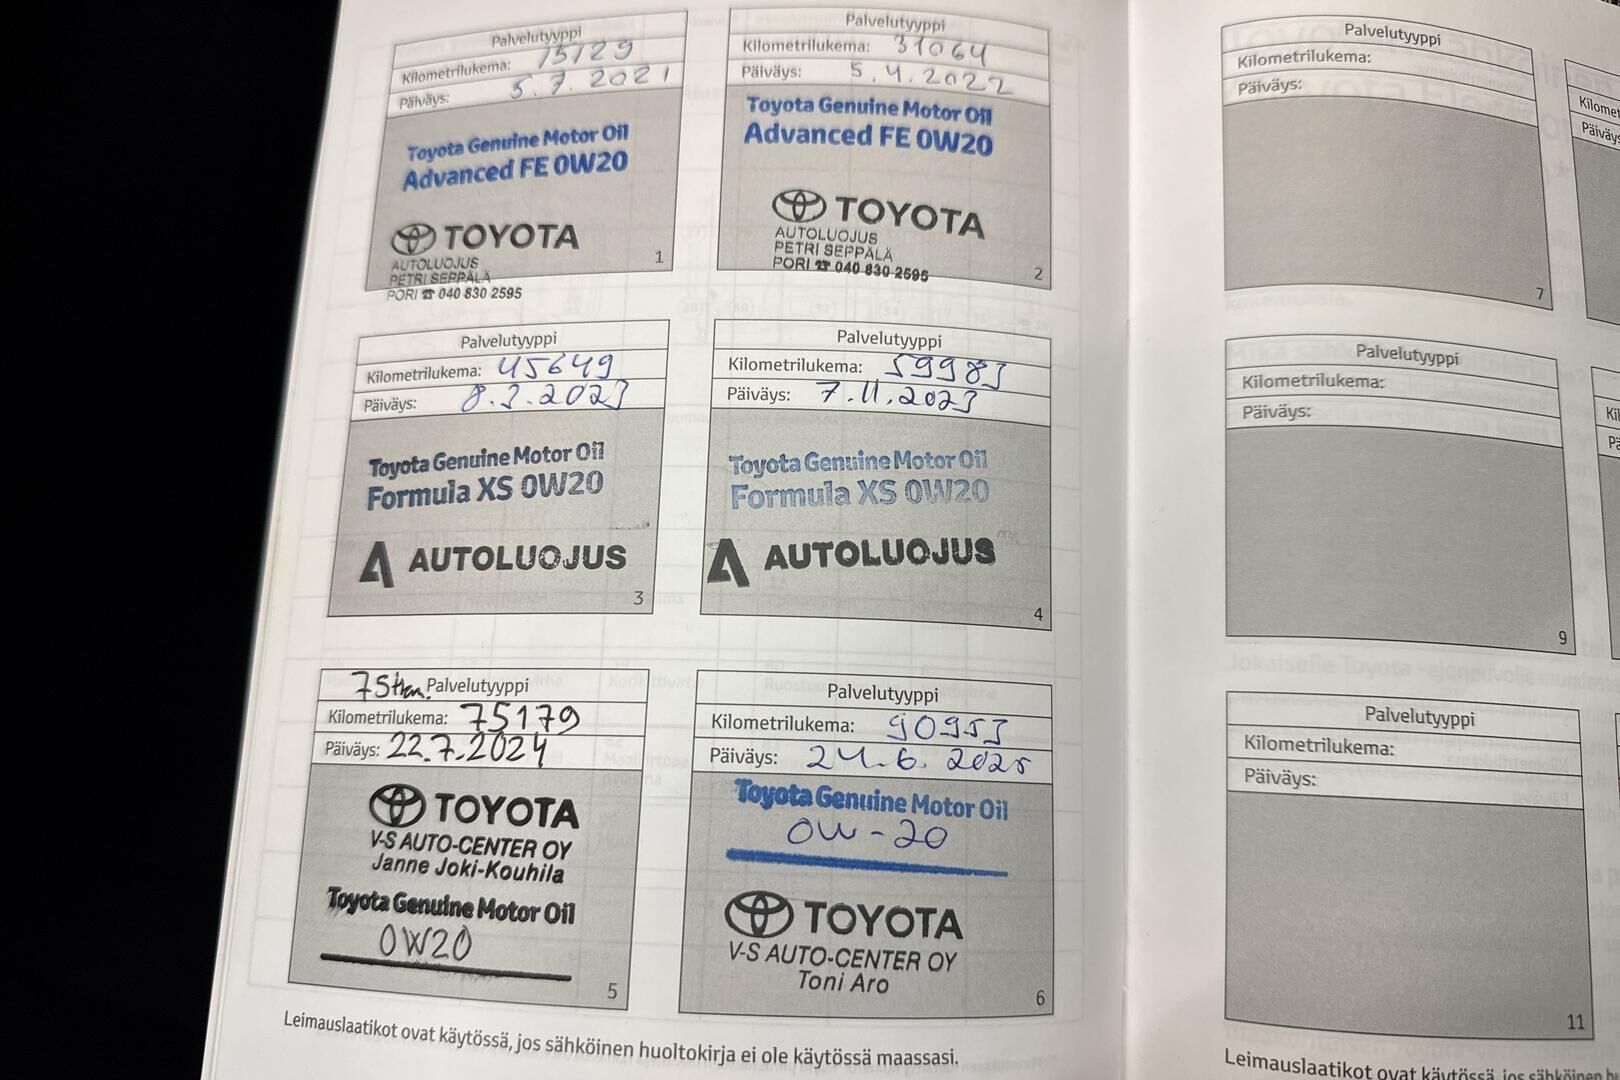 Palvelutyyppi
Kilometrilukema: 15129
Päiväys: 5.7.2021
Toyota Genuine Motor Oil
Advanced FE 0W20
TOYOTA
AUTOLUOJUS
PETRI SEPPÄLÄ
PORI ☎ 040 830 2595
1
Palvelutyyppi
Kilometrilukema: 31064
Päiväys: 5.4.2022
Toyota Genuine Motor Oil
Advanced FE 0W20
TOYOTA
AUTOLUOJUS
PETRI SEPPÄLÄ
PORI ☎ 040 830 2595
2
Palvelutyyppi
Kilometrilukema: 45649
Päiväys: 8.3.2023
Toyota Genuine Motor Oil
Formula XS 0W20
AUTOLUOJUS
3
Palvelutyyppi
Kilometrilukema: 59983
Päiväys: 7.11.2023
Toyota Genuine Motor Oil
Formula XS 0W20
AUTOLUOJUS
4
75tkm. Palvelutyyppi
Kilometrilukema: 75179
Päiväys: 22.7.2024
TOYOTA
V-S AUTO-CENTER OY
Janne Joki-Kouhila
Toyota Genuine Motor Oil
0W20
5
Palvelutyyppi
Kilometrilukema: 90953
Päiväys: 24.6.2025
Toyota Genuine Motor Oil
0W-20
TOYOTA
V-S AUTO-CENTER OY
Toni Aro
6
Leimauslaatikot ovat käytössä, jos sähköinen huoltokirja ei ole käytössä maassasi.
Palvelutyyppi
Kilometrilukema:
Päiväys:
7
Palvelutyyppi
Kilometrilukema:
Päiväys:
9
Palvelutyyppi
Kilometrilukema:
Päiväys:
11
Leimauslaatikot ovat käytössä, jos sähköinen